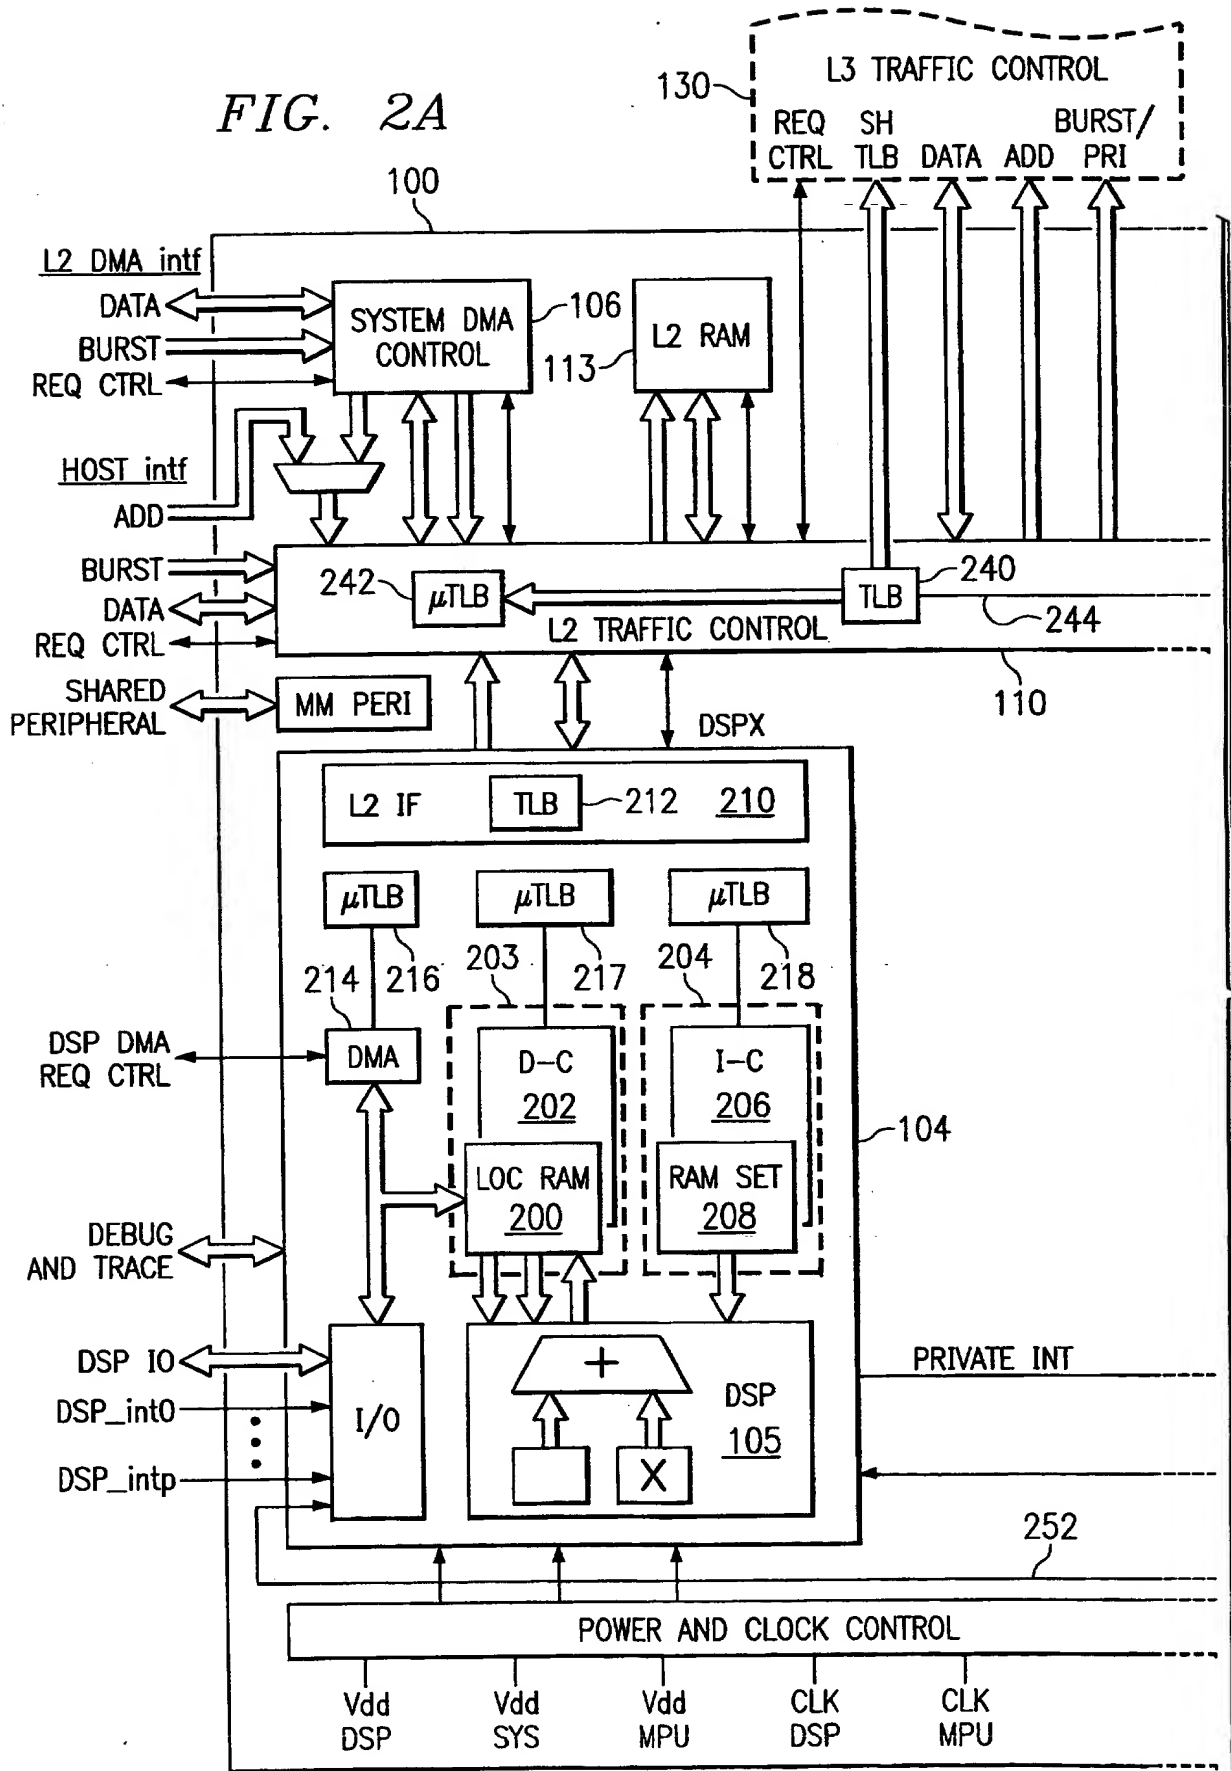 FIG. 2A
L3 TRAFFIC CONTROL
130
REQ CTRL
SH TLB
DATA
ADD
BURST/ PRI
100
L2 DMA intf
DATA
BURST
REQ CTRL
SYSTEM DMA
CONTROL
106
L2 RAM
113
HOST intf
ADD
BURST
DATA
REQ CTRL
242
μTLB
TLB
240
244
L2 TRAFFIC CONTROL
110
SHARED
PERIPHERAL
MM PERI
DSPX
L2 IF
TLB
212
210
μTLB
μTLB
μTLB
214
216
203
217
204
218
DSP DMA
REQ CTRL
DMA
D-C
202
I-C
206
104
LOC RAM
200
RAM SET
208
DEBUG
AND TRACE
DSP IO
DSP_int0
DSP_intp
I/O
+
X
DSP
105
PRIVATE INT
252
POWER AND CLOCK CONTROL
Vdd
DSP
Vdd
SYS
Vdd
MPU
CLK
DSP
CLK
MPU